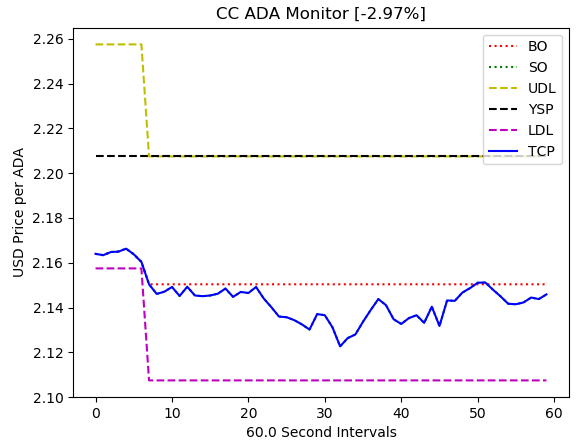 CC ADA Monitor [-2.97%]
2.26
2.24
2.22
2.20
2.18
2.16
2.14
2.12
2.10
USD Price per ADA
BO
SO
UDL
YSP
LDL
TCP
0 10 20 30 40 50 60
60.0 Second Intervals